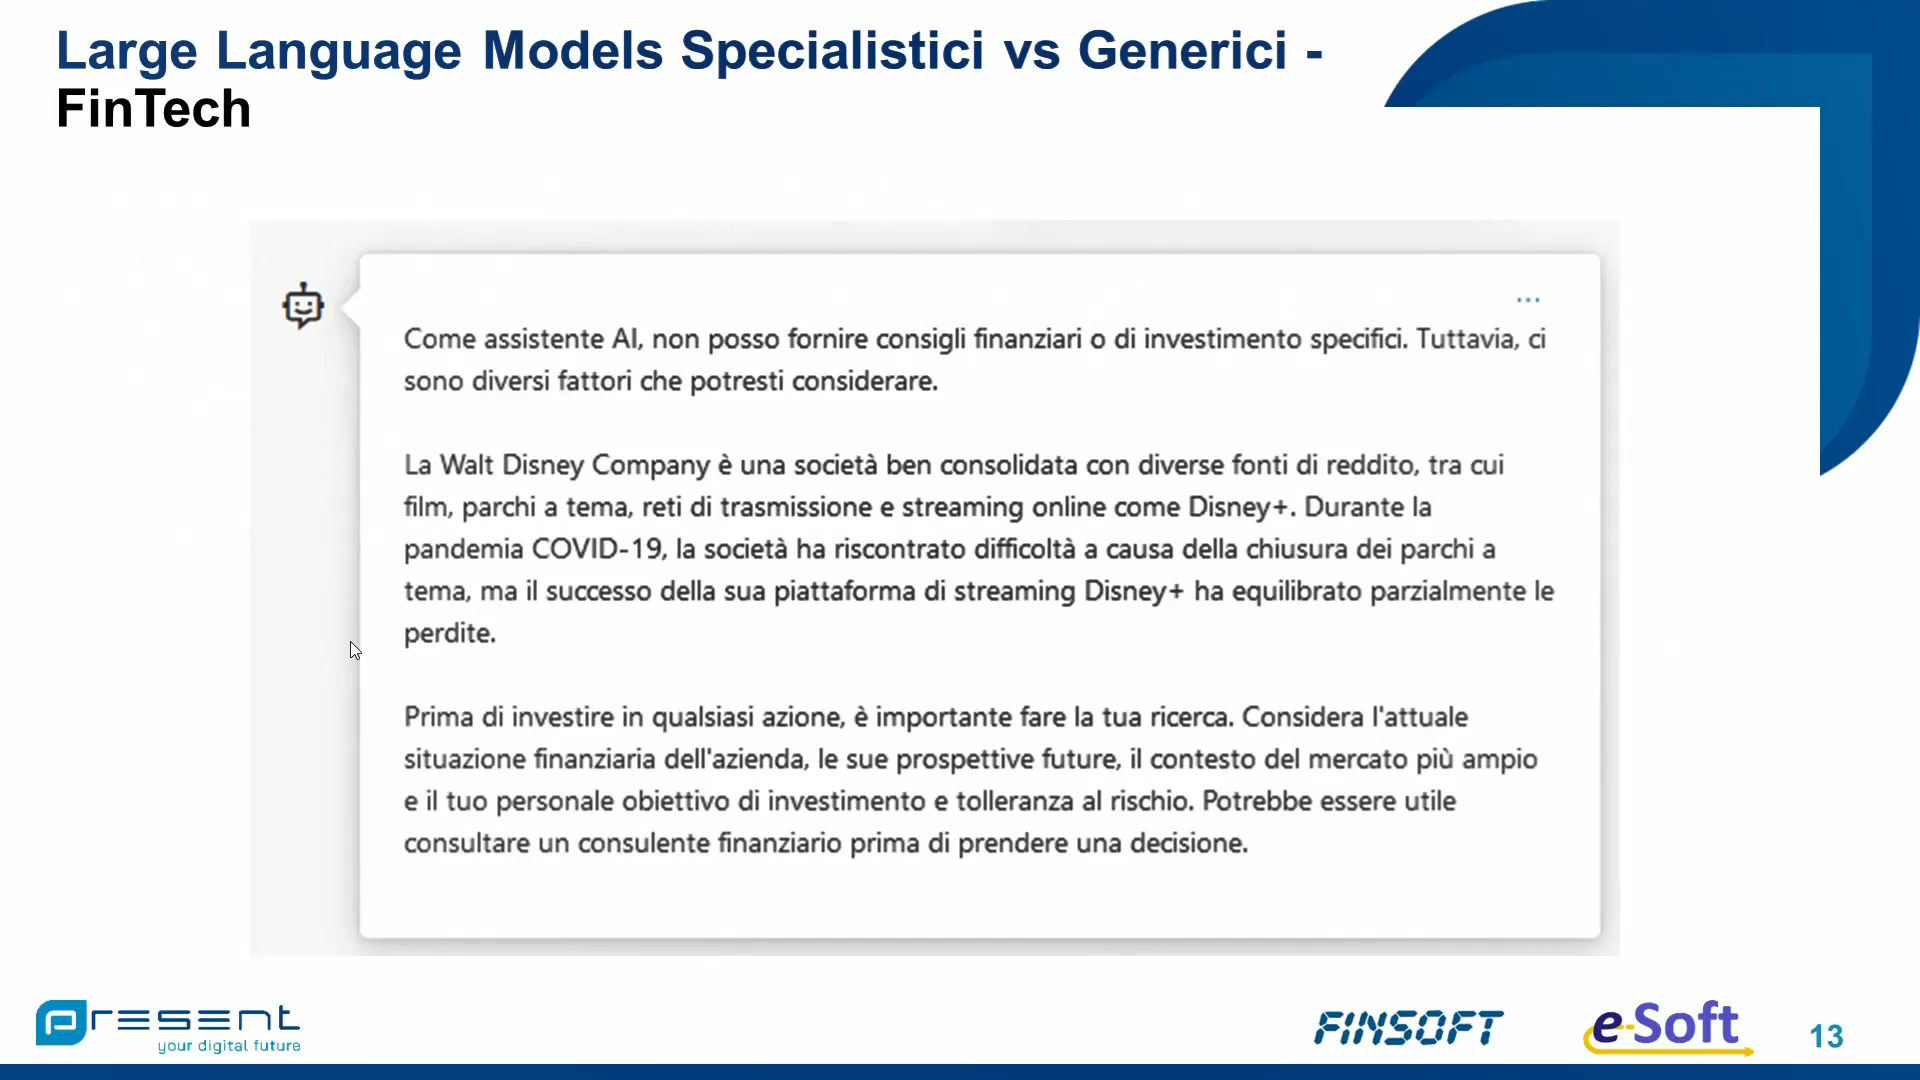 Large Language Models Specialistici vs Generici -
FinTech
...
Come assistente AI, non posso fornire consigli finanziari o di investimento specifici. Tuttavia, ci
sono diversi fattori che potresti considerare.
La Walt Disney Company è una società ben consolidata con diverse fonti di reddito, tra cui
film, parchi a tema, reti di trasmissione e streaming online come Disney+. Durante la
pandemia COVID-19, la società ha riscontrato difficoltà a causa della chiusura dei parchi a
tema, ma il successo della sua piattaforma di streaming Disney+ ha equilibrato parzialmente le
perdite.
Prima di investire in qualsiasi azione, è importante fare la tua ricerca. Considera l'attuale
situazione finanziaria dell'azienda, le sue prospettive future, il contesto del mercato più ampio
e il tuo personale obiettivo di investimento e tolleranza al rischio. Potrebbe essere utile
consultare un consulente finanziario prima di prendere una decisione.
present
your digital future
FINSOFT
e-Soft
13